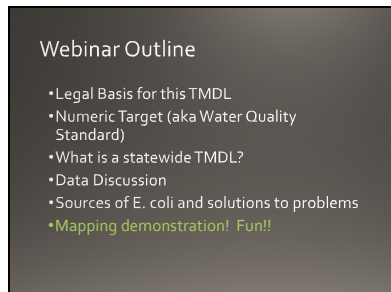 Webinar Outline
•Legal Basis for this TMDL
•Numeric Target (aka Water Quality
Standard)
•What is a statewide TMDL?
•Data Discussion
•Sources of E. coli and solutions to problems
•Mapping demonstration!  Fun!!